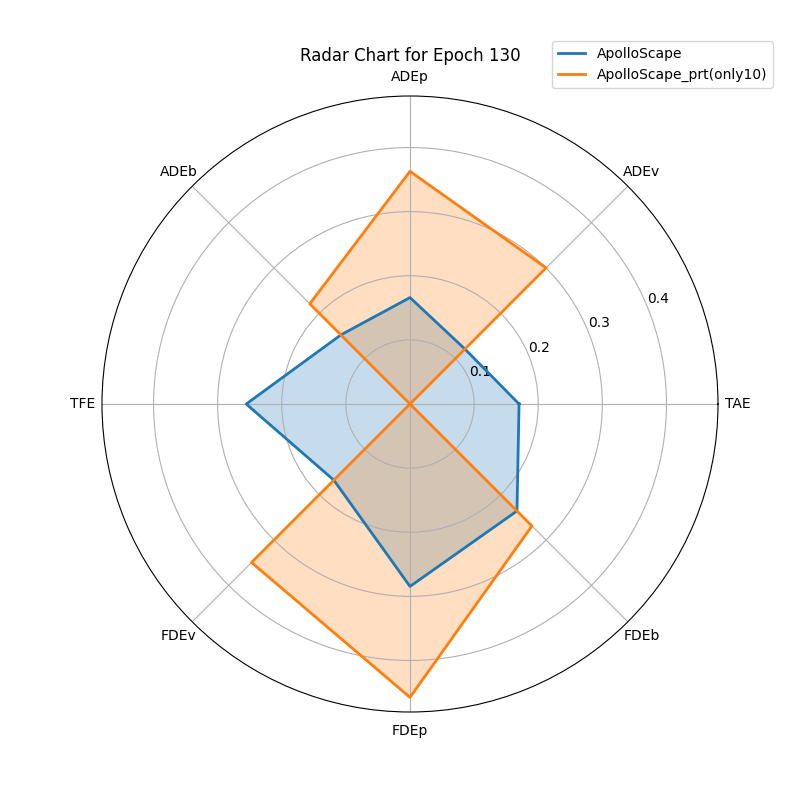 Radar Chart for Epoch 130
ApolloScape
ApolloScape_prt(only10)
ADEp
ADEb
ADEv
0.4
0.3
0.2
0.1
TFE
TAE
FDEv
FDEb
FDEp